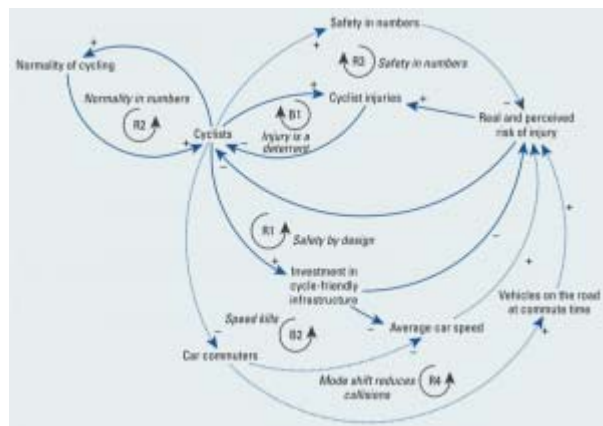 Safety in numbers
+
+
Normality of cycling
R3
Safety in numbers
+
Normality in numbers
Cyclist injuries
+
–
Real and perceived
risk of injury
R2
B1
+
Cyclists
–
Injury is a
deterrent
–
R1
Safety by design
+
–
+
+
Investment in
cycle-friendly
infrastructure
Vehicles on the road
at commute time
Speed kills
–
Average car speed
–
B2
–
+
Car commuters
Mode shift reduces
collisions
R4